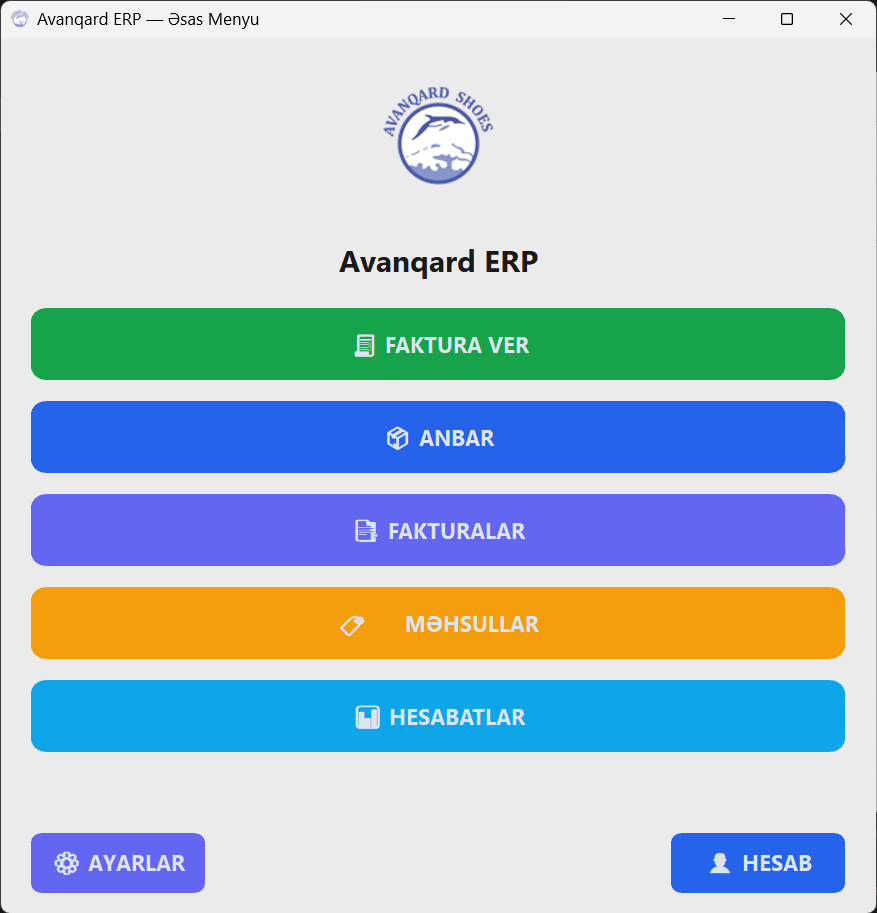 Avanqard ERP — Əsas Menyu
AVANQARD SHOES
Avanqard ERP
FAKTURA VER
ANBAR
FAKTURALAR
MƏHSULLAR
HESABATLAR
AYARLAR
HESAB